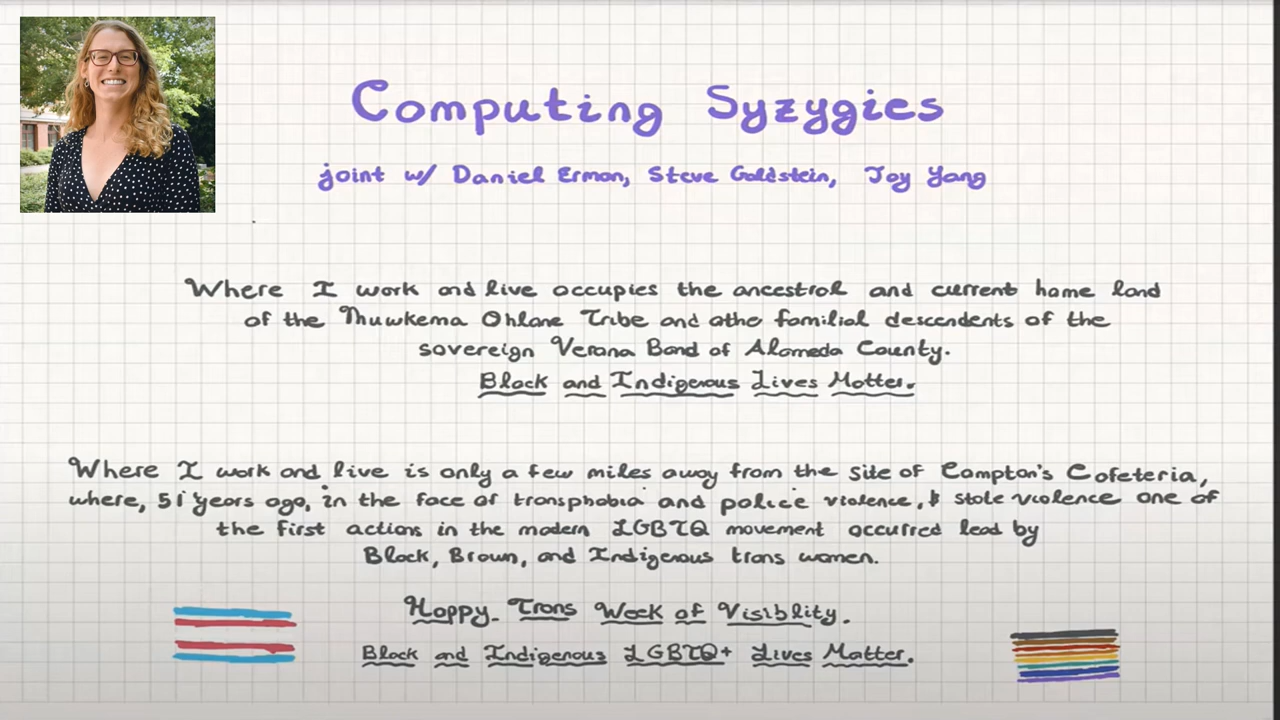 Computing Syzygies
joint w/ Daniel Erman, Steve Goldstein, Jay Yang
Where I work and live occupies the ancestral and current home land
of the Muwkema Ohlone Tribe and othe familial descendents of the
sovereign Verona Band of Alameda County.
Black and Indigenous Lives Matter.
Where I work and live is only a few miles away from the site of Compton's Cafeteria,
where, 51 years ago, in the face of transphobia and police violence, & state violence one of
the first actions in the modern LGBTQ movement occurred lead by
Black, Brown, and Indigenous trans women.
Happy Trans Week of Visiblity.
Black and Indigenous LGBTQ+ Lives Matter.